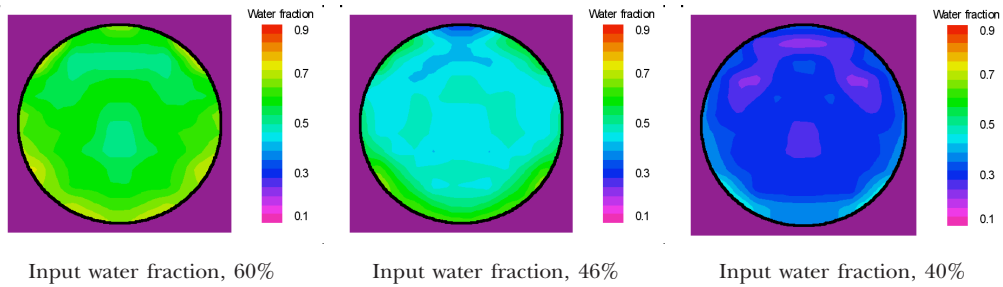 Water fraction
0.9
0.7
0.5
0.3
0.1
Input water fraction, 60%
Water fraction
0.9
0.7
0.5
0.3
0.1
Input water fraction, 46%
Water fraction
0.9
0.7
0.5
0.3
0.1
Input water fraction, 40%